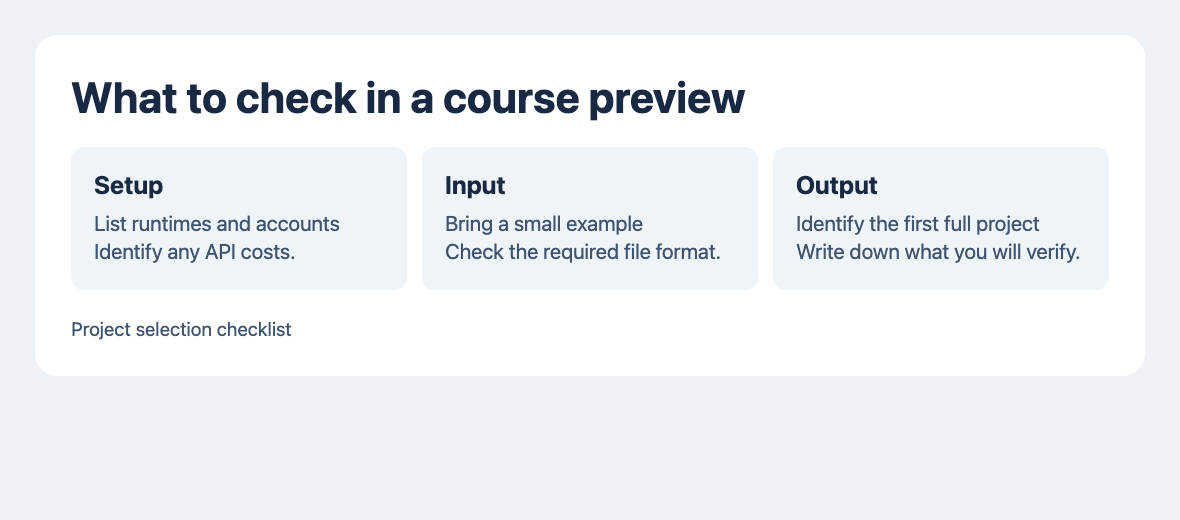 What to check in a course preview
Setup
List runtimes and accounts
Identify any API costs.
Input
Bring a small example
Check the required file format.
Output
Identify the first full project
Write down what you will verify.
Project selection checklist